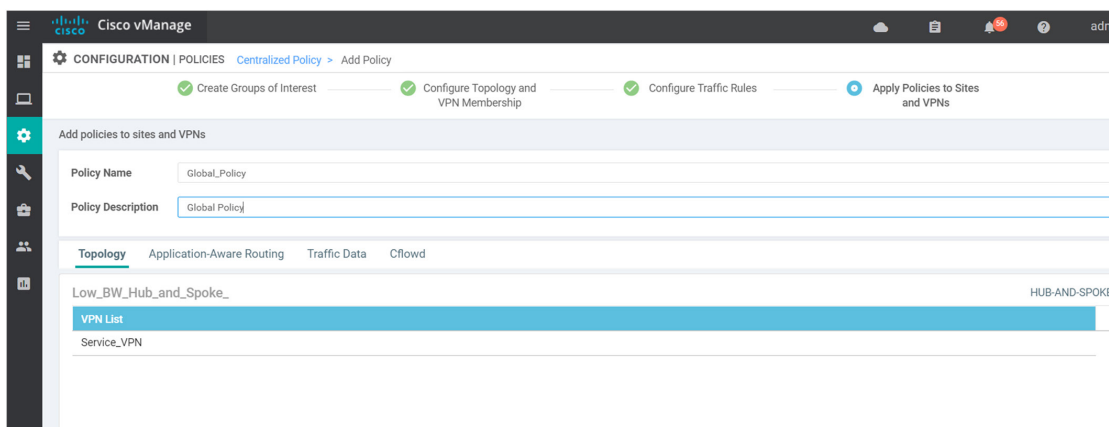 cisco Cisco vManage 56 adr
CONFIGURATION | POLICIES Centralized Policy > Add Policy
Create Groups of Interest Configure Topology and Configure Traffic Rules Apply Policies to Sites
VPN Membership and VPNs
Add policies to sites and VPNs
Policy Name Global_Policy
Policy Description Global Policy
Topology Application-Aware Routing Traffic Data Cflowd
Low_BW_Hub_and_Spoke_ HUB-AND-SPOKE
VPN List
Service_VPN